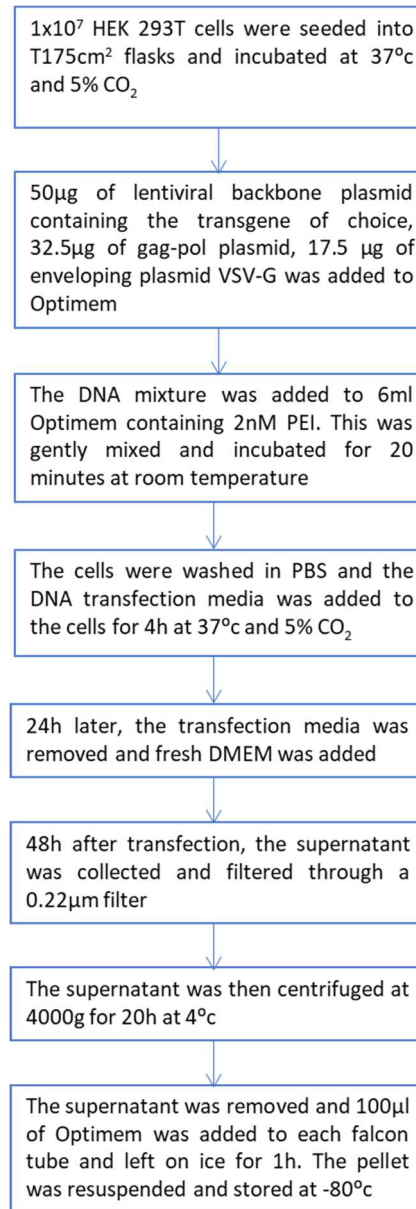 1x10⁷ HEK 293T cells were seeded into
T175cm² flasks and incubated at 37ºc
and 5% CO₂
50µg of lentiviral backbone plasmid
containing the transgene of choice,
32.5µg of gag-pol plasmid, 17.5 µg of
enveloping plasmid VSV-G was added to
Optimem
The DNA mixture was added to 6ml
Optimem containing 2nM PEI. This was
gently mixed and incubated for 20
minutes at room temperature
The cells were washed in PBS and the
DNA transfection media was added to
the cells for 4h at 37ºc and 5% CO₂
24h later, the transfection media was
removed and fresh DMEM was added
48h after transfection, the supernatant
was collected and filtered through a
0.22µm filter
The supernatant was then centrifuged at
4000g for 20h at 4ºc
The supernatant was removed and 100µl
of Optimem was added to each falcon
tube and left on ice for 1h. The pellet
was resuspended and stored at -80ºc